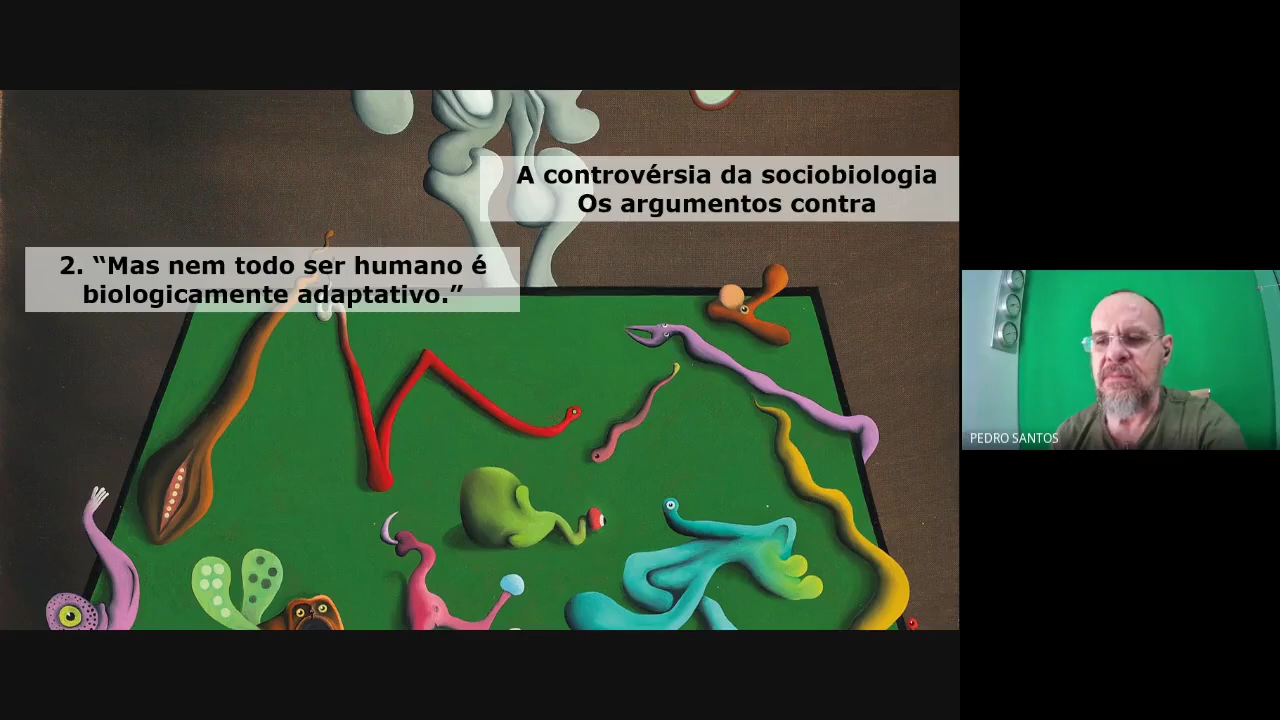 A controvérsia da sociobiologia
Os argumentos contra
2. “Mas nem todo ser humano é
biologicamente adaptativo.”
PEDRO SANTOS